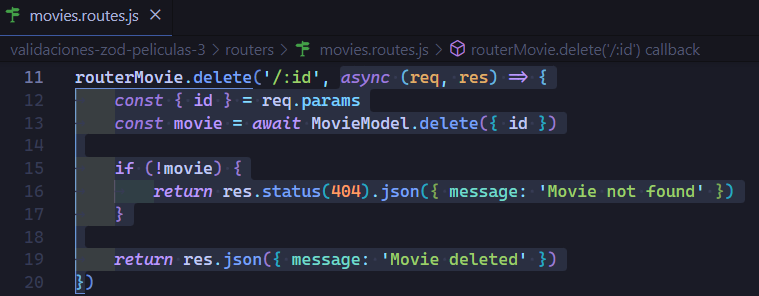 movies.routes.js ×
validaciones-zod-peliculas-3 > routers > movies.routes.js > routerMovie.delete('/:id') callback
11 routerMovie.delete('/:id', async (req, res) => {
12     const { id } = req.params
13     const movie = await MovieModel.delete({ id })
14
15     if (!movie) {
16         return res.status(404).json({ message: 'Movie not found' })
17     }
18
19     return res.json({ message: 'Movie deleted' })
20 })